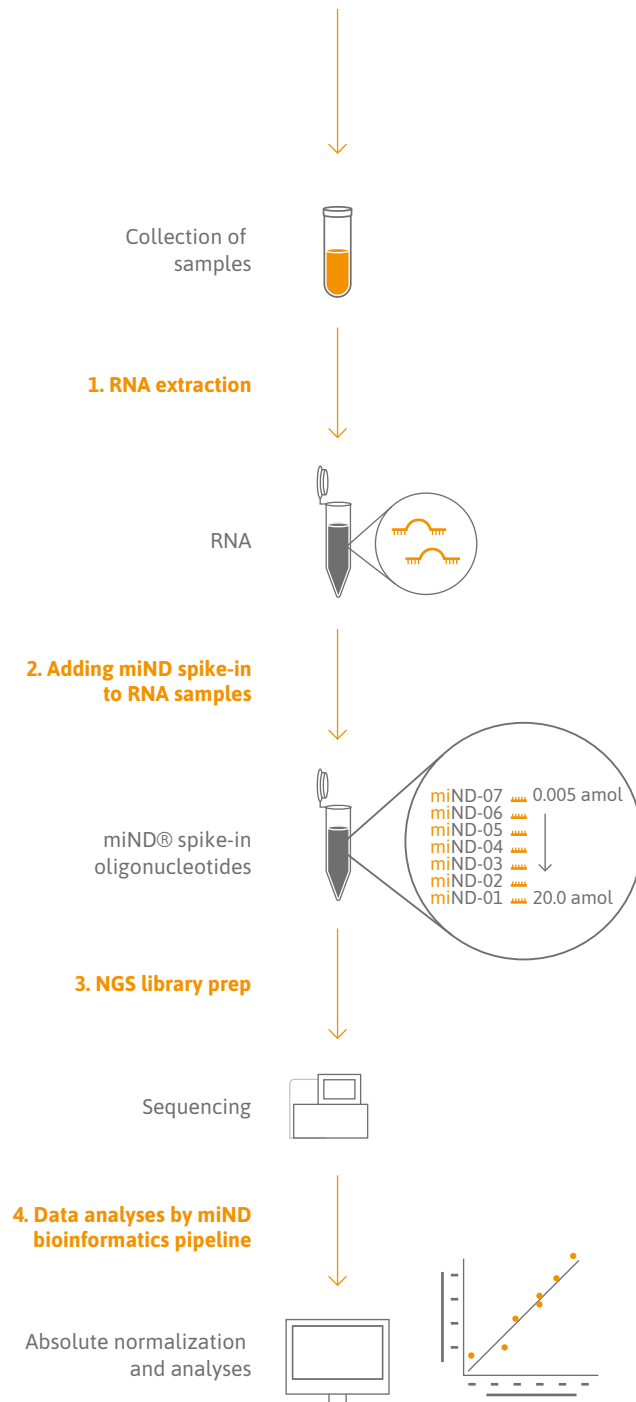 Collection of
samples
1. RNA extraction
RNA
2. Adding miND spike-in
to RNA samples
miND® spike-in
oligonucleotides
miND-07 0.005 amol
miND-06
miND-05
miND-04
miND-03
miND-02
miND-01 20.0 amol
3. NGS library prep
Sequencing
4. Data analyses by miND
bioinformatics pipeline
Absolute normalization
and analyses